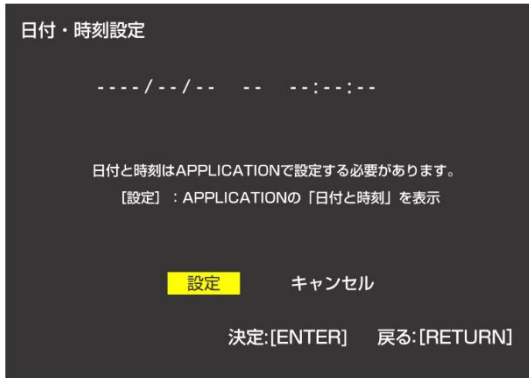 日付・時刻設定
----/--/-- -- --:--:--
日付と時刻はAPPLICATIONで設定する必要があります。
［設定］：APPLICATIONの「日付と時刻」を表示
設定 キャンセル
決定:[ENTER] 戻る:[RETURN]